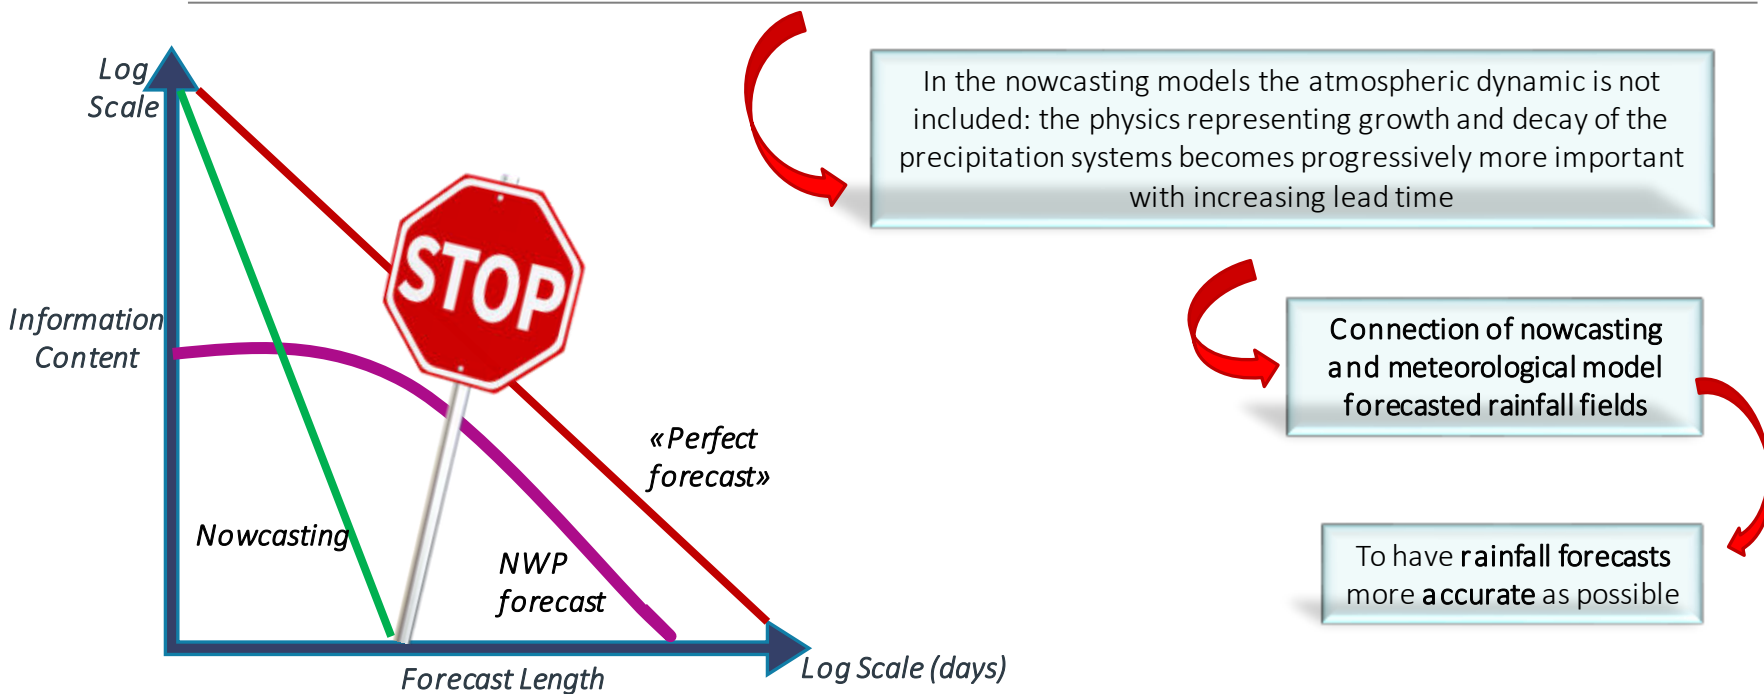 Log
Scale
Information
Content
Nowcasting
STOP
«Perfect
forecast»
NWP
forecast
Forecast Length
Log Scale (days)
In the nowcasting models the atmospheric dynamic is not
included: the physics representing growth and decay of the
precipitation systems becomes progressively more important
with increasing lead time
Connection of nowcasting
and meteorological model
forecasted rainfall fields
To have rainfall forecasts
more accurate as possible